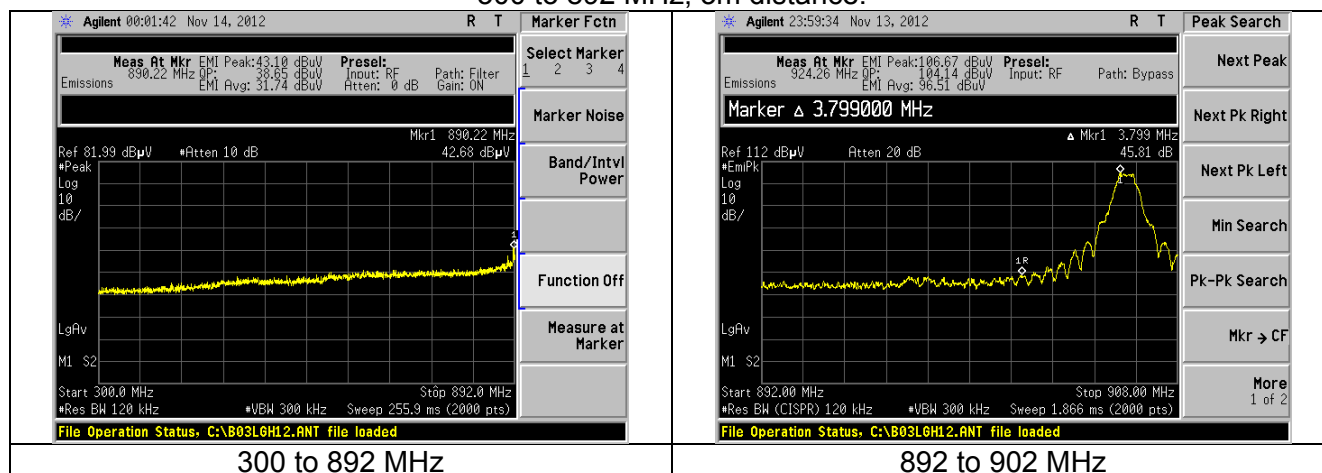 300 to 892 MHz, 3m distance.
Agilent 00:01:42 Nov 14, 2012 R T
Marker Fctn
Meas At Mkr EMI Peak:43.10 dBuV Presel:
890.22 MHz QP: 38.65 dBuV Input: RF Path: Filter
Emissions EMI Avg: 31.74 dBuV Atten: 0 dB Gain: ON
Mkr1 890.22 MHz
Ref 81.99 dBµV #Atten 10 dB 42.68 dBµV
#Peak
Log
10
dB/
1
LgAv
M1 S2
Start 300.0 MHz Stop 892.0 MHz
#Res BW 120 kHz #VBW 300 kHz Sweep 255.9 ms (2000 pts)
File Operation Status, C:\B03LGH12.ANT file loaded
Select Marker
1 2 3 4
Marker Noise
Band/Intvl
Power
Function Off
Measure at
Marker
300 to 892 MHz
Agilent 23:59:34 Nov 13, 2012 R T
Peak Search
Meas At Mkr EMI Peak:106.67 dBuV Presel:
924.26 MHz QP: 104.14 dBuV Input: RF Path: Bypass
Emissions EMI Avg: 96.51 dBuV
Marker Δ 3.799000 MHz
Δ Mkr1 3.799 MHz
Ref 112 dBµV Atten 20 dB 45.81 dB
#EmiPk
Log
10
dB/
1
1R
LgAv
M1 S2
Start 892.00 MHz Stop 908.00 MHz
#Res BW (CISPR) 120 kHz #VBW 300 kHz Sweep 1.866 ms (2000 pts)
File Operation Status, C:\B03LGH12.ANT file loaded
Next Peak
Next Pk Right
Next Pk Left
Min Search
Pk-Pk Search
Mkr → CF
More
1 of 2
892 to 902 MHz